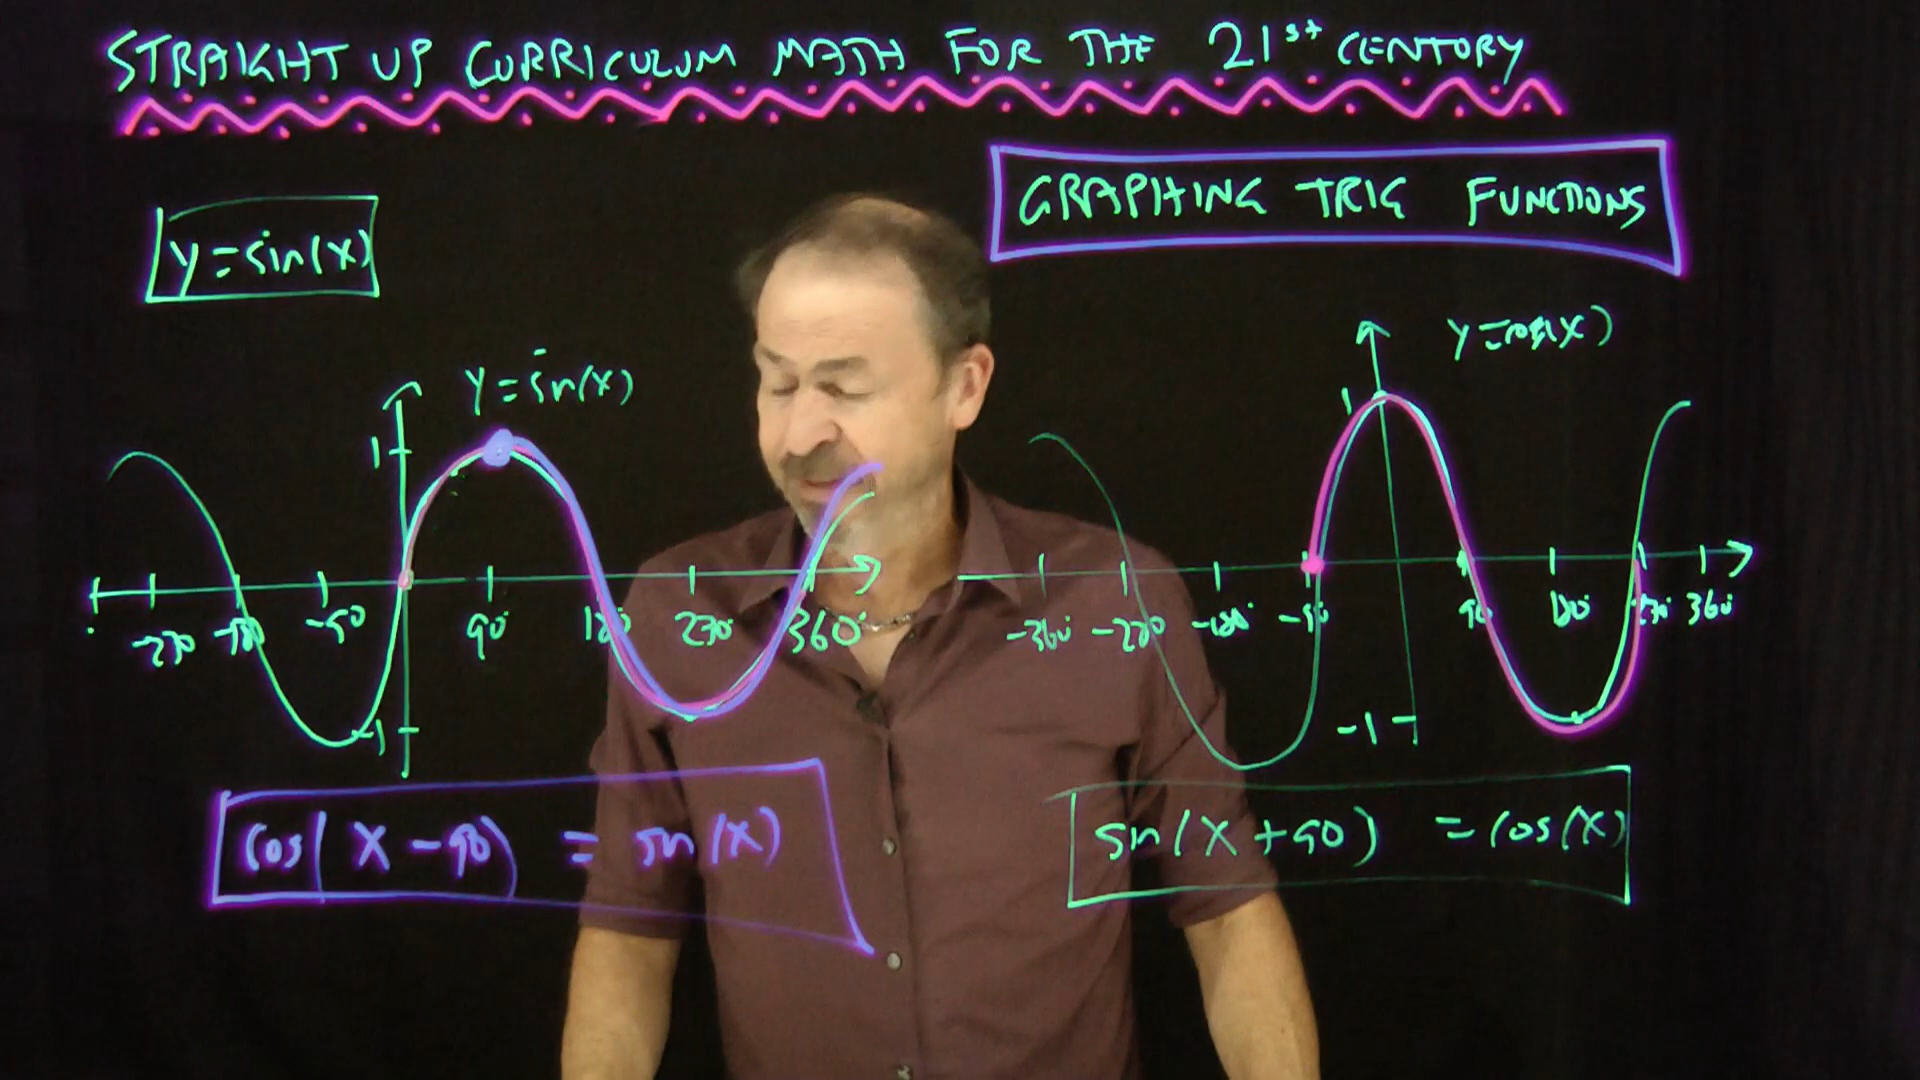 STRAIGHT UP CURRICULUM MATH FOR THE 21st CENTURY
GRAPHING TRIG FUNCTIONS
y=sin(x)
y=sin(x)
1
-270 -180 -90 90° 180 270° 360°
-1
y=cos(x)
1
-360° -270 -180° -90 90 180° 270° 360°
-1
cos(x-90) = sin(x)
sin(x+90) = cos(x)